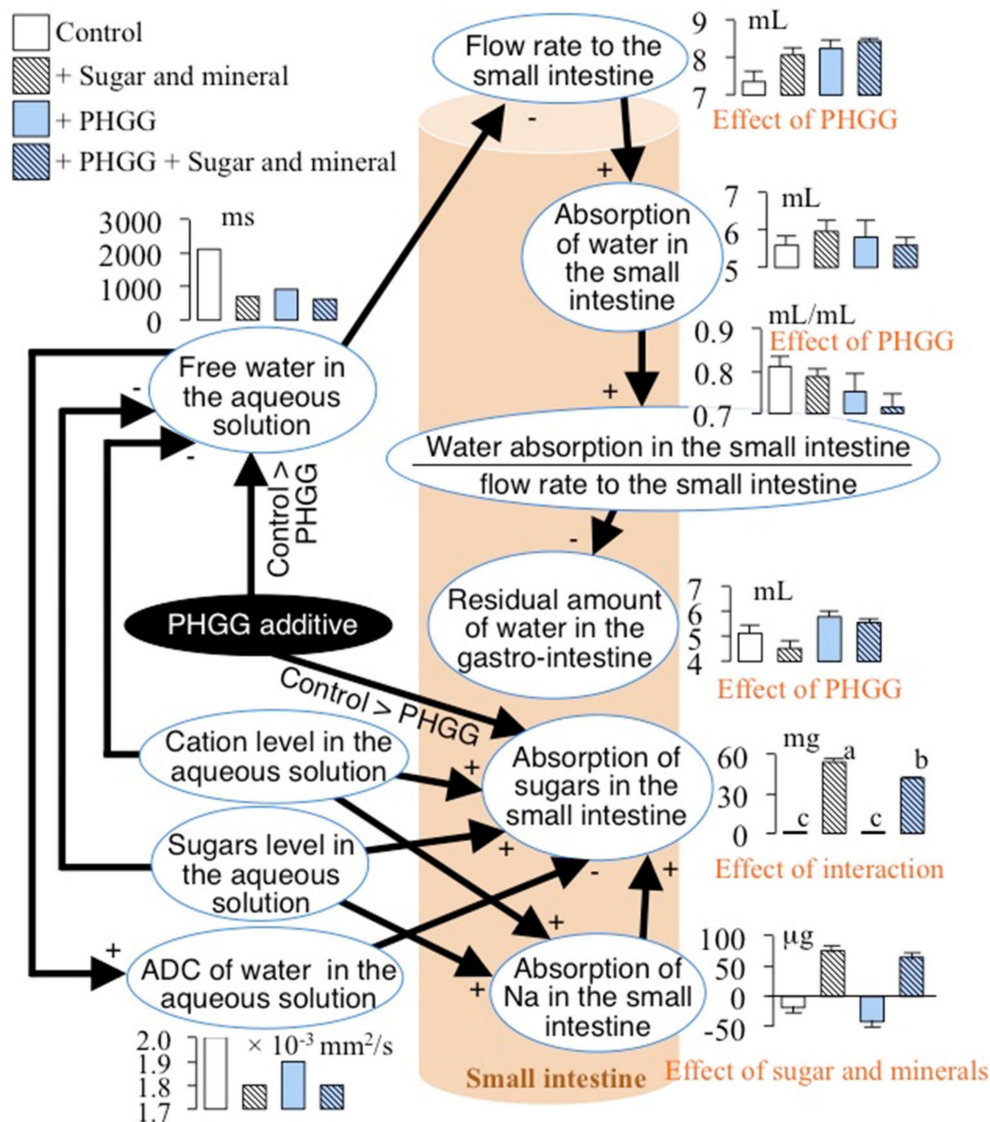 Control
+ Sugar and mineral
+ PHGG
+ PHGG + Sugar and mineral
Flow rate to the
small intestine
9
8
7
mL
Effect of PHGG
-
+
Absorption
of water in
the small
intestine
7
6
5
mL
3000
2000
1000
0
ms
Free water in
the aqueous
solution
-
-
+
mL/mL
0.9
0.8
0.7
Effect of PHGG
Water absorption in the small intestine
flow rate to the small intestine
Control >
PHGG
-
PHGG additive
Residual amount
of water in the
gastro-intestine
7
6
5
4
mL
Effect of PHGG
Control > PHGG
Cation level in the
aqueous solution
+
Absorption of
sugars in the
small intestine
60
30
0
mg
c
a
c
b
Effect of interaction
Sugars level in
the aqueous
solution
+
-
+
+
+
ADC of water in the
aqueous solution
+
Absorption of
Na in the small
intestine
100
50
0
-50
µg
Effect of sugar and minerals
2.0
1.9
1.8
1.7
× 10⁻³ mm²/s
Small intestine